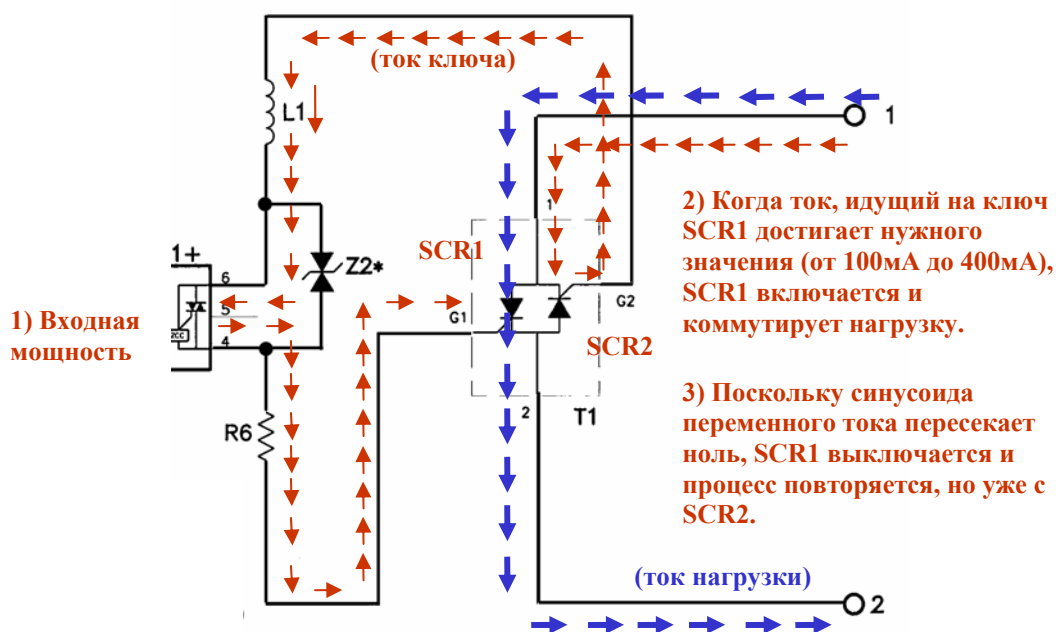 (ток ключа)
L1
1
1
2) Когда ток, идущий на ключ
SCR1 достигает нужного
значения (от 100мА до 400мА),
SCR1 включается и
коммутирует нагрузку.
SCR1
1+
6
Z2*
5
4
G1
G2
1) Входная
мощность
SCR2
2
T1
R6
3) Поскольку синусоида
переменного тока пересекает
ноль, SCR1 выключается и
процесс повторяется, но уже с
SCR2.
(ток нагрузки)
2